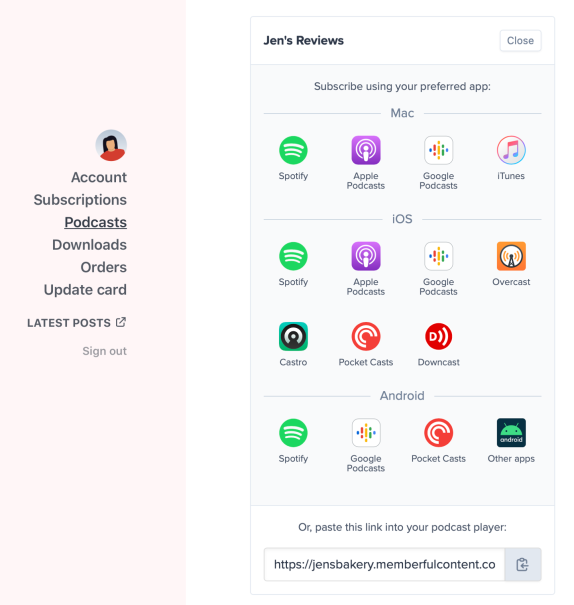 Account
Subscriptions
Podcasts
Downloads
Orders
Update card
LATEST POSTS
Sign out
Jen's Reviews
Close
Subscribe using your preferred app:
Mac
Spotify
Apple
Podcasts
Google
Podcasts
iTunes
iOS
Spotify
Apple
Podcasts
Google
Podcasts
Overcast
D
Castro
Pocket Casts
Downcast
Android
android
Spotify
Google
Podcasts
Pocket Casts
Other apps
Or, paste this link into your podcast player:
https://jensbakery.memberfulcontent.co